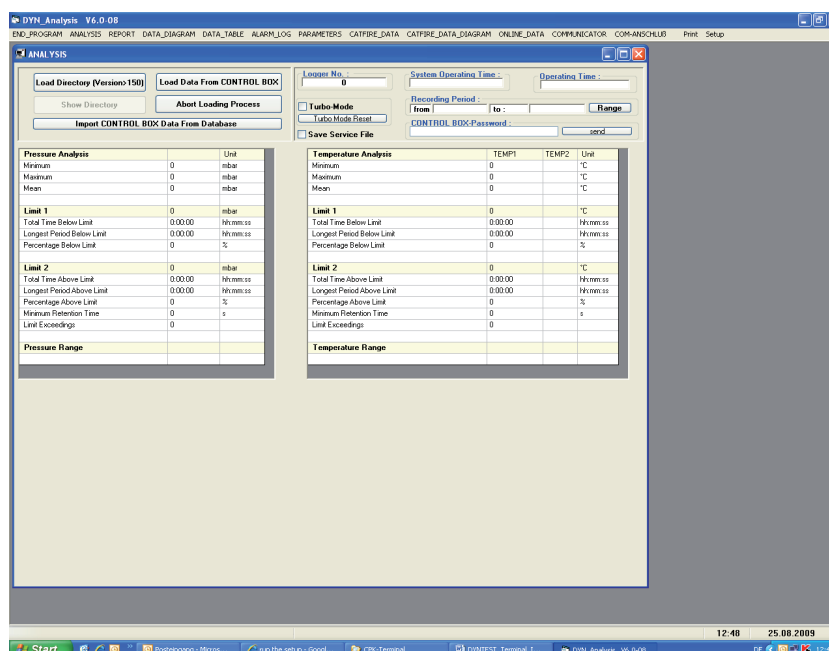 DYN_Analysis V6.0-08
END_PROGRAM ANALYSIS REPORT DATA_DIAGRAM DATA_TABLE ALARM_LOG PARAMETERS CATFIRE_DATA CATFIRE_DATA_DIAGRAM ONLINE_DATA COMMUNICATOR COM-ANSCHLUß Print Setup
ANALYSIS
Load Directory (Version>150) Load Data From CONTROL BOX
Show Directory Abort Loading Process
Import CONTROL BOX Data From Database
Logger No. : System Operating Time : Operating Time :
0
Turbo-Mode
Turbo Mode Reset
Save Service File
Recording Period :
from to : Range
CONTROL BOX-Password :
send
Pressure Analysis Unit
Minimum 0 mbar
Maximum 0 mbar
Mean 0 mbar
Limit 1 0 mbar
Total Time Below Limit 0:00:00 hh:mm:ss
Longest Period Below Limit 0:00:00 hh:mm:ss
Percentage Below Limit 0 %
Limit 2 0 mbar
Total Time Above Limit 0:00:00 hh:mm:ss
Longest Period Above Limit 0:00:00 hh:mm:ss
Percentage Above Limit 0 %
Minimum Retention Time 0 s
Limit Exceedings 0
Pressure Range
Temperature Analysis TEMP1 TEMP2 Unit
Minimum 0 °C
Maximum 0 °C
Mean 0 °C
Limit 1 0 °C
Total Time Below Limit 0:00:00 hh:mm:ss
Longest Period Below Limit 0:00:00 hh:mm:ss
Percentage Below Limit 0 %
Limit 2 0 °C
Total Time Above Limit 0:00:00 hh:mm:ss
Longest Period Above Limit 0:00:00 hh:mm:ss
Percentage Above Limit 0 %
Minimum Retention Time 0 s
Limit Exceedings 0
Temperature Range
12:48 25.08.2009
Start Posteingang - Micros... run the setup - Googl... CPK-Terminal DYNTEST_Terminal_I... DYN_Analysis V6.0-08 DE